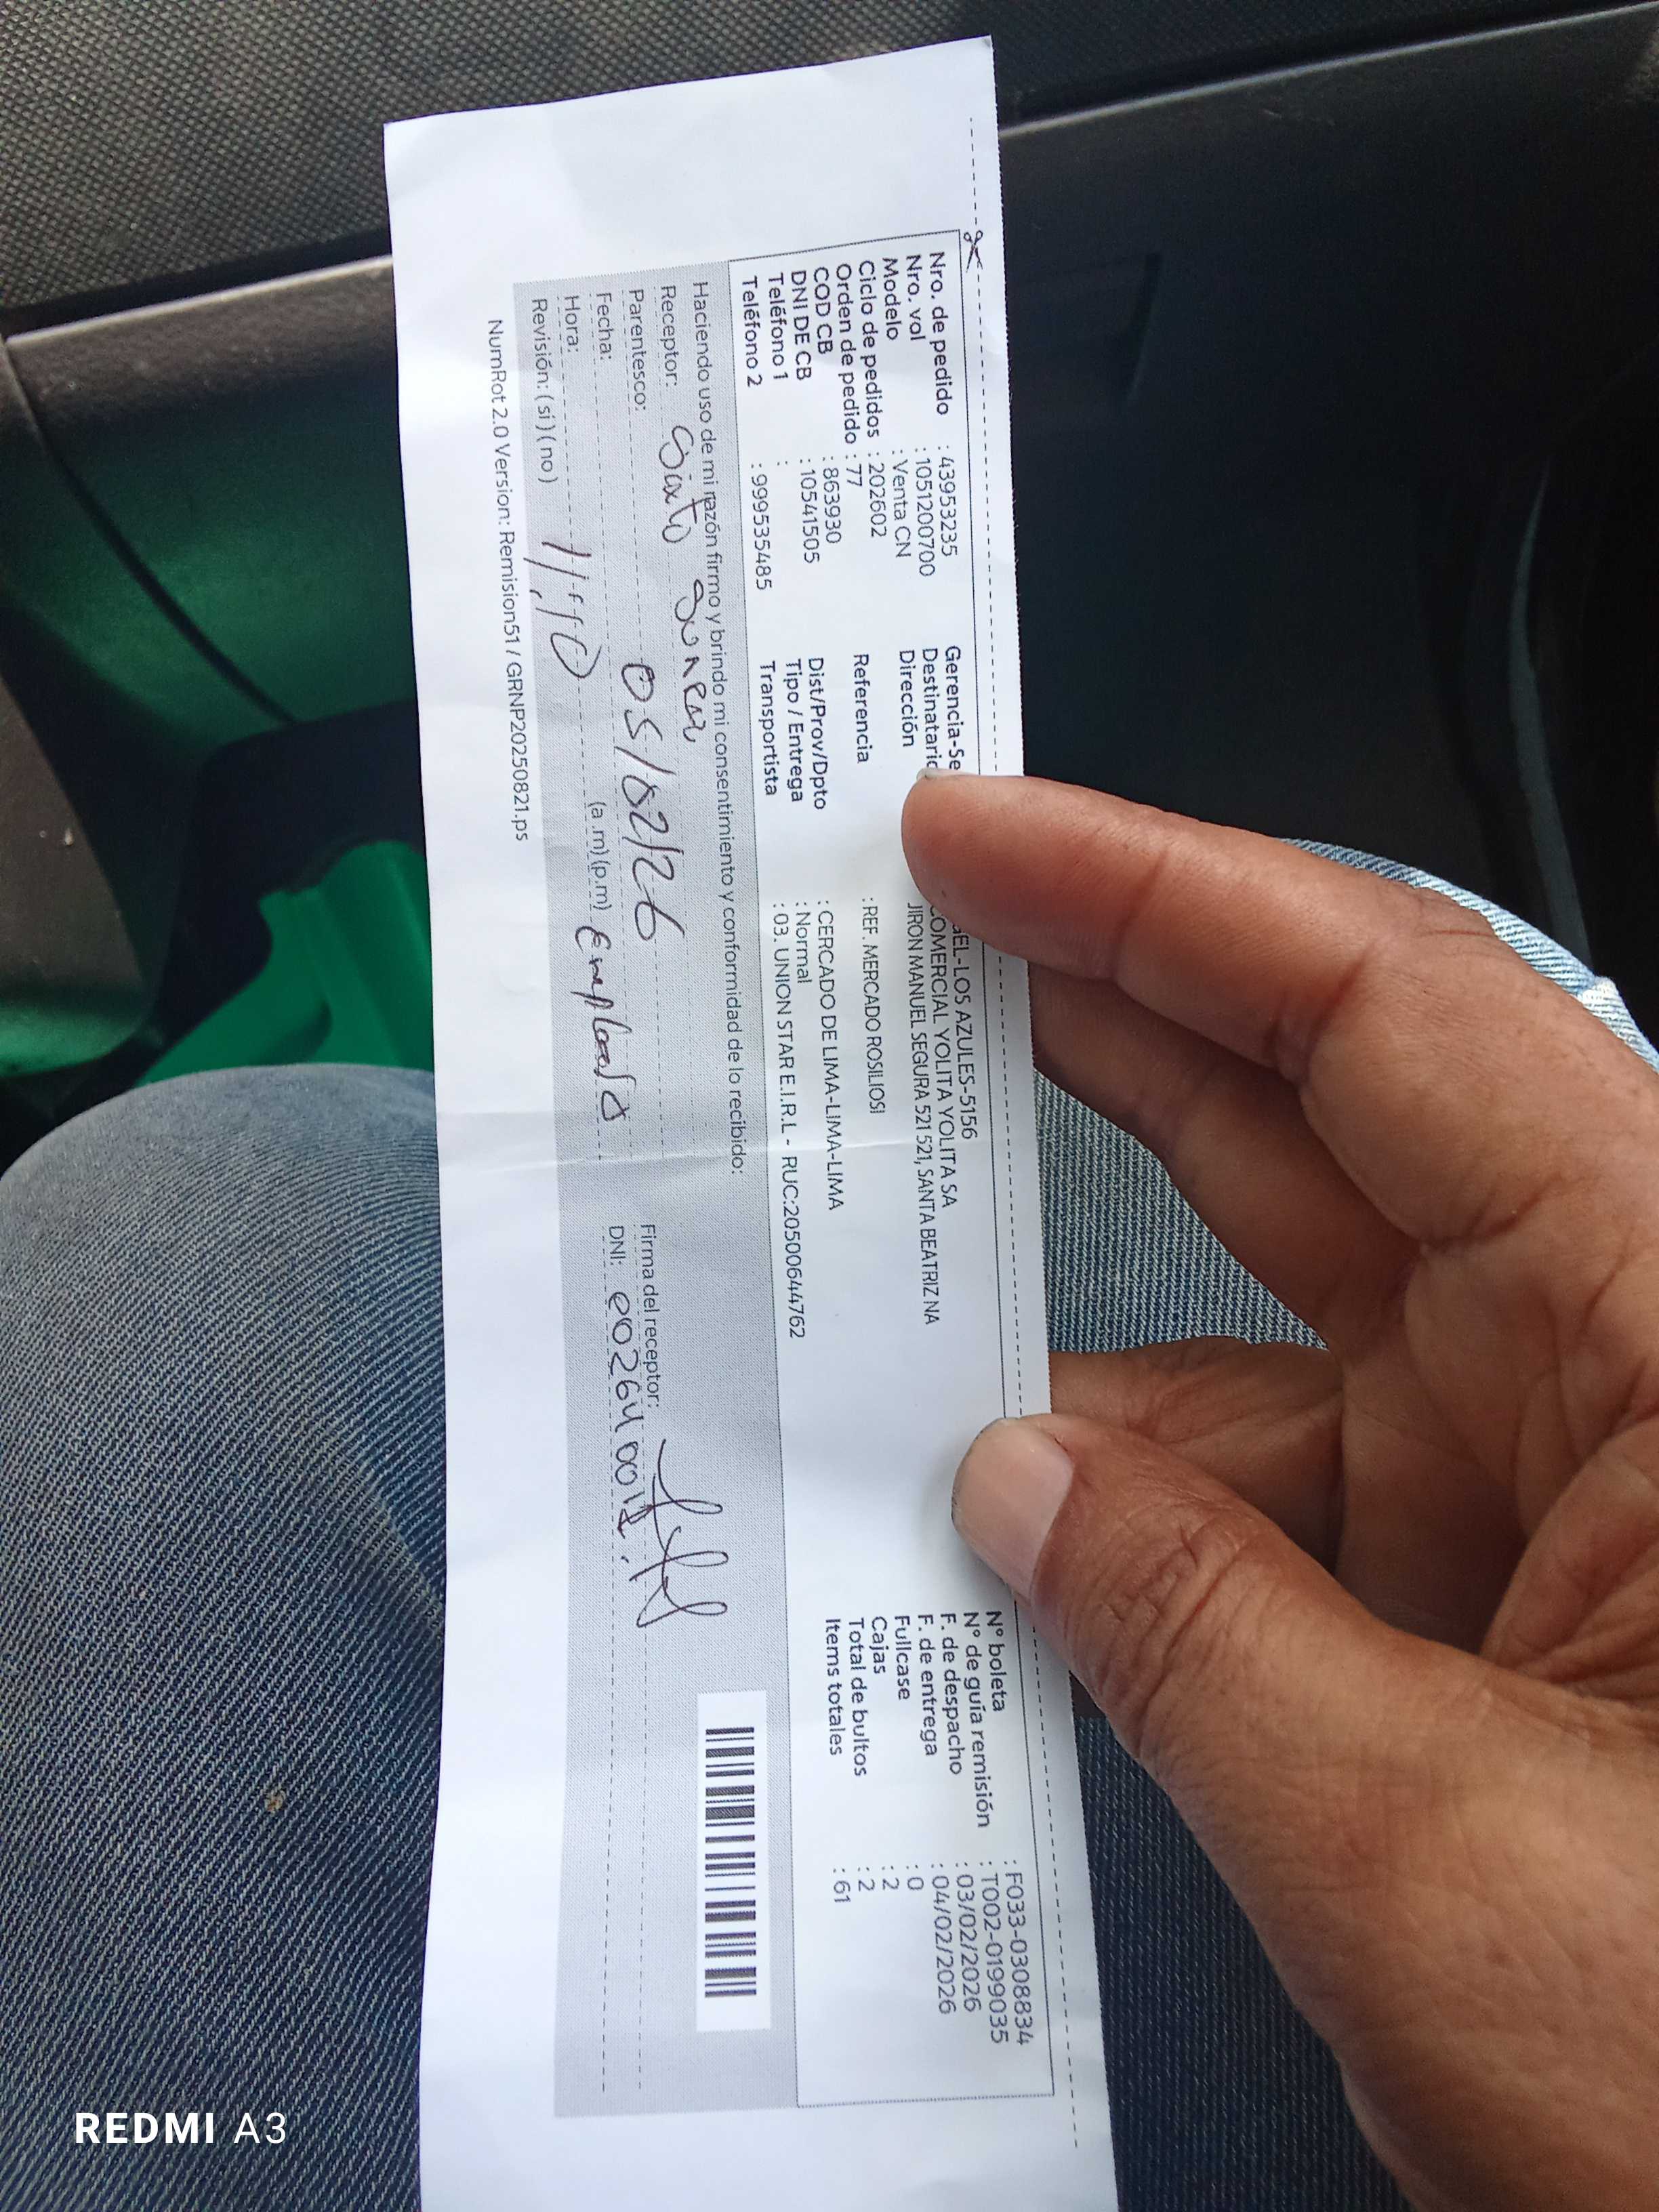 Nro. de pedido : 43953235
Nro. val : 1051200700
Modelo : Venta CN
Ciclo de pedidos : 202602
Orden de pedido : 77
COD CB : 863930
DNI DE CB : 10541505
Teléfono 1 :
Teléfono 2 : 999535485
Gerencia-Se GEL-LOS AZULES-5156
Destinatario COMERCIAL YOLITA YOLITA SA
Dirección JIRON MANUEL SEGURA 521 521, SANTA BEATRIZ NA
Referencia : REF. MERCADO ROSILIOSI
Dist/Prov/Dpto : CERCADO DE LIMA-LIMA-LIMA
Tipo / Entrega : Normal
Transportista : 03. UNION STAR E.I.R.L - RUC:20500644762
N° boleta : F033-0308834
N° de guía remisión : T002-0199035
F. de despacho : 03/02/2026
F. de entrega : 04/02/2026
Fullcase : 0
Cajas : 2
Total de bultos : 2
Items totales : 61
Haciendo uso de mi razón firmo y brindo mi consentimiento y conformidad de lo recibido:
Receptor: Sixto
Parentesco:
Fecha: 05/02/26
Hora: 11:10 (a.m) (p.m) Empleado
Revisión: (si) (no)
Firma del receptor:
DNI:
NumRot 2.0 Version: Remision51 / GRNP20250821.ps
REDMI A3